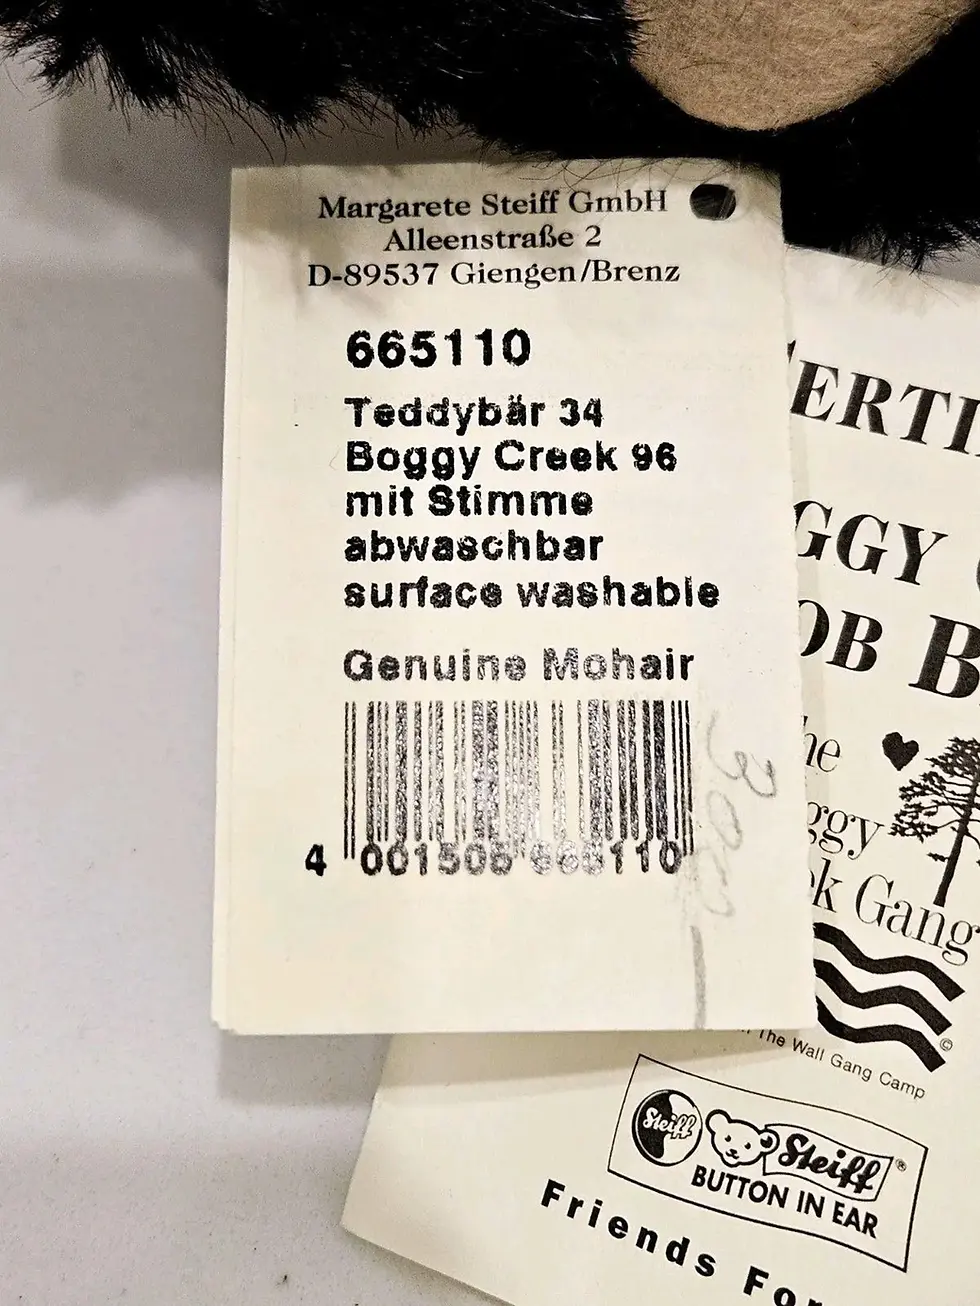 Margarete Steiff GmbH
Alleenstraße 2
D-89537 Giengen/Brenz
665110
Teddybär 34
Boggy Creek 96
mit Stimme
abwaschbar
surface washable
Genuine Mohair
4 001505 665110
300
ERTI
GGY
OB B
he
ggy
k Gang
The Wall Gang Camp
©
Steiff
Steiff ®
BUTTON IN EAR
Friends For